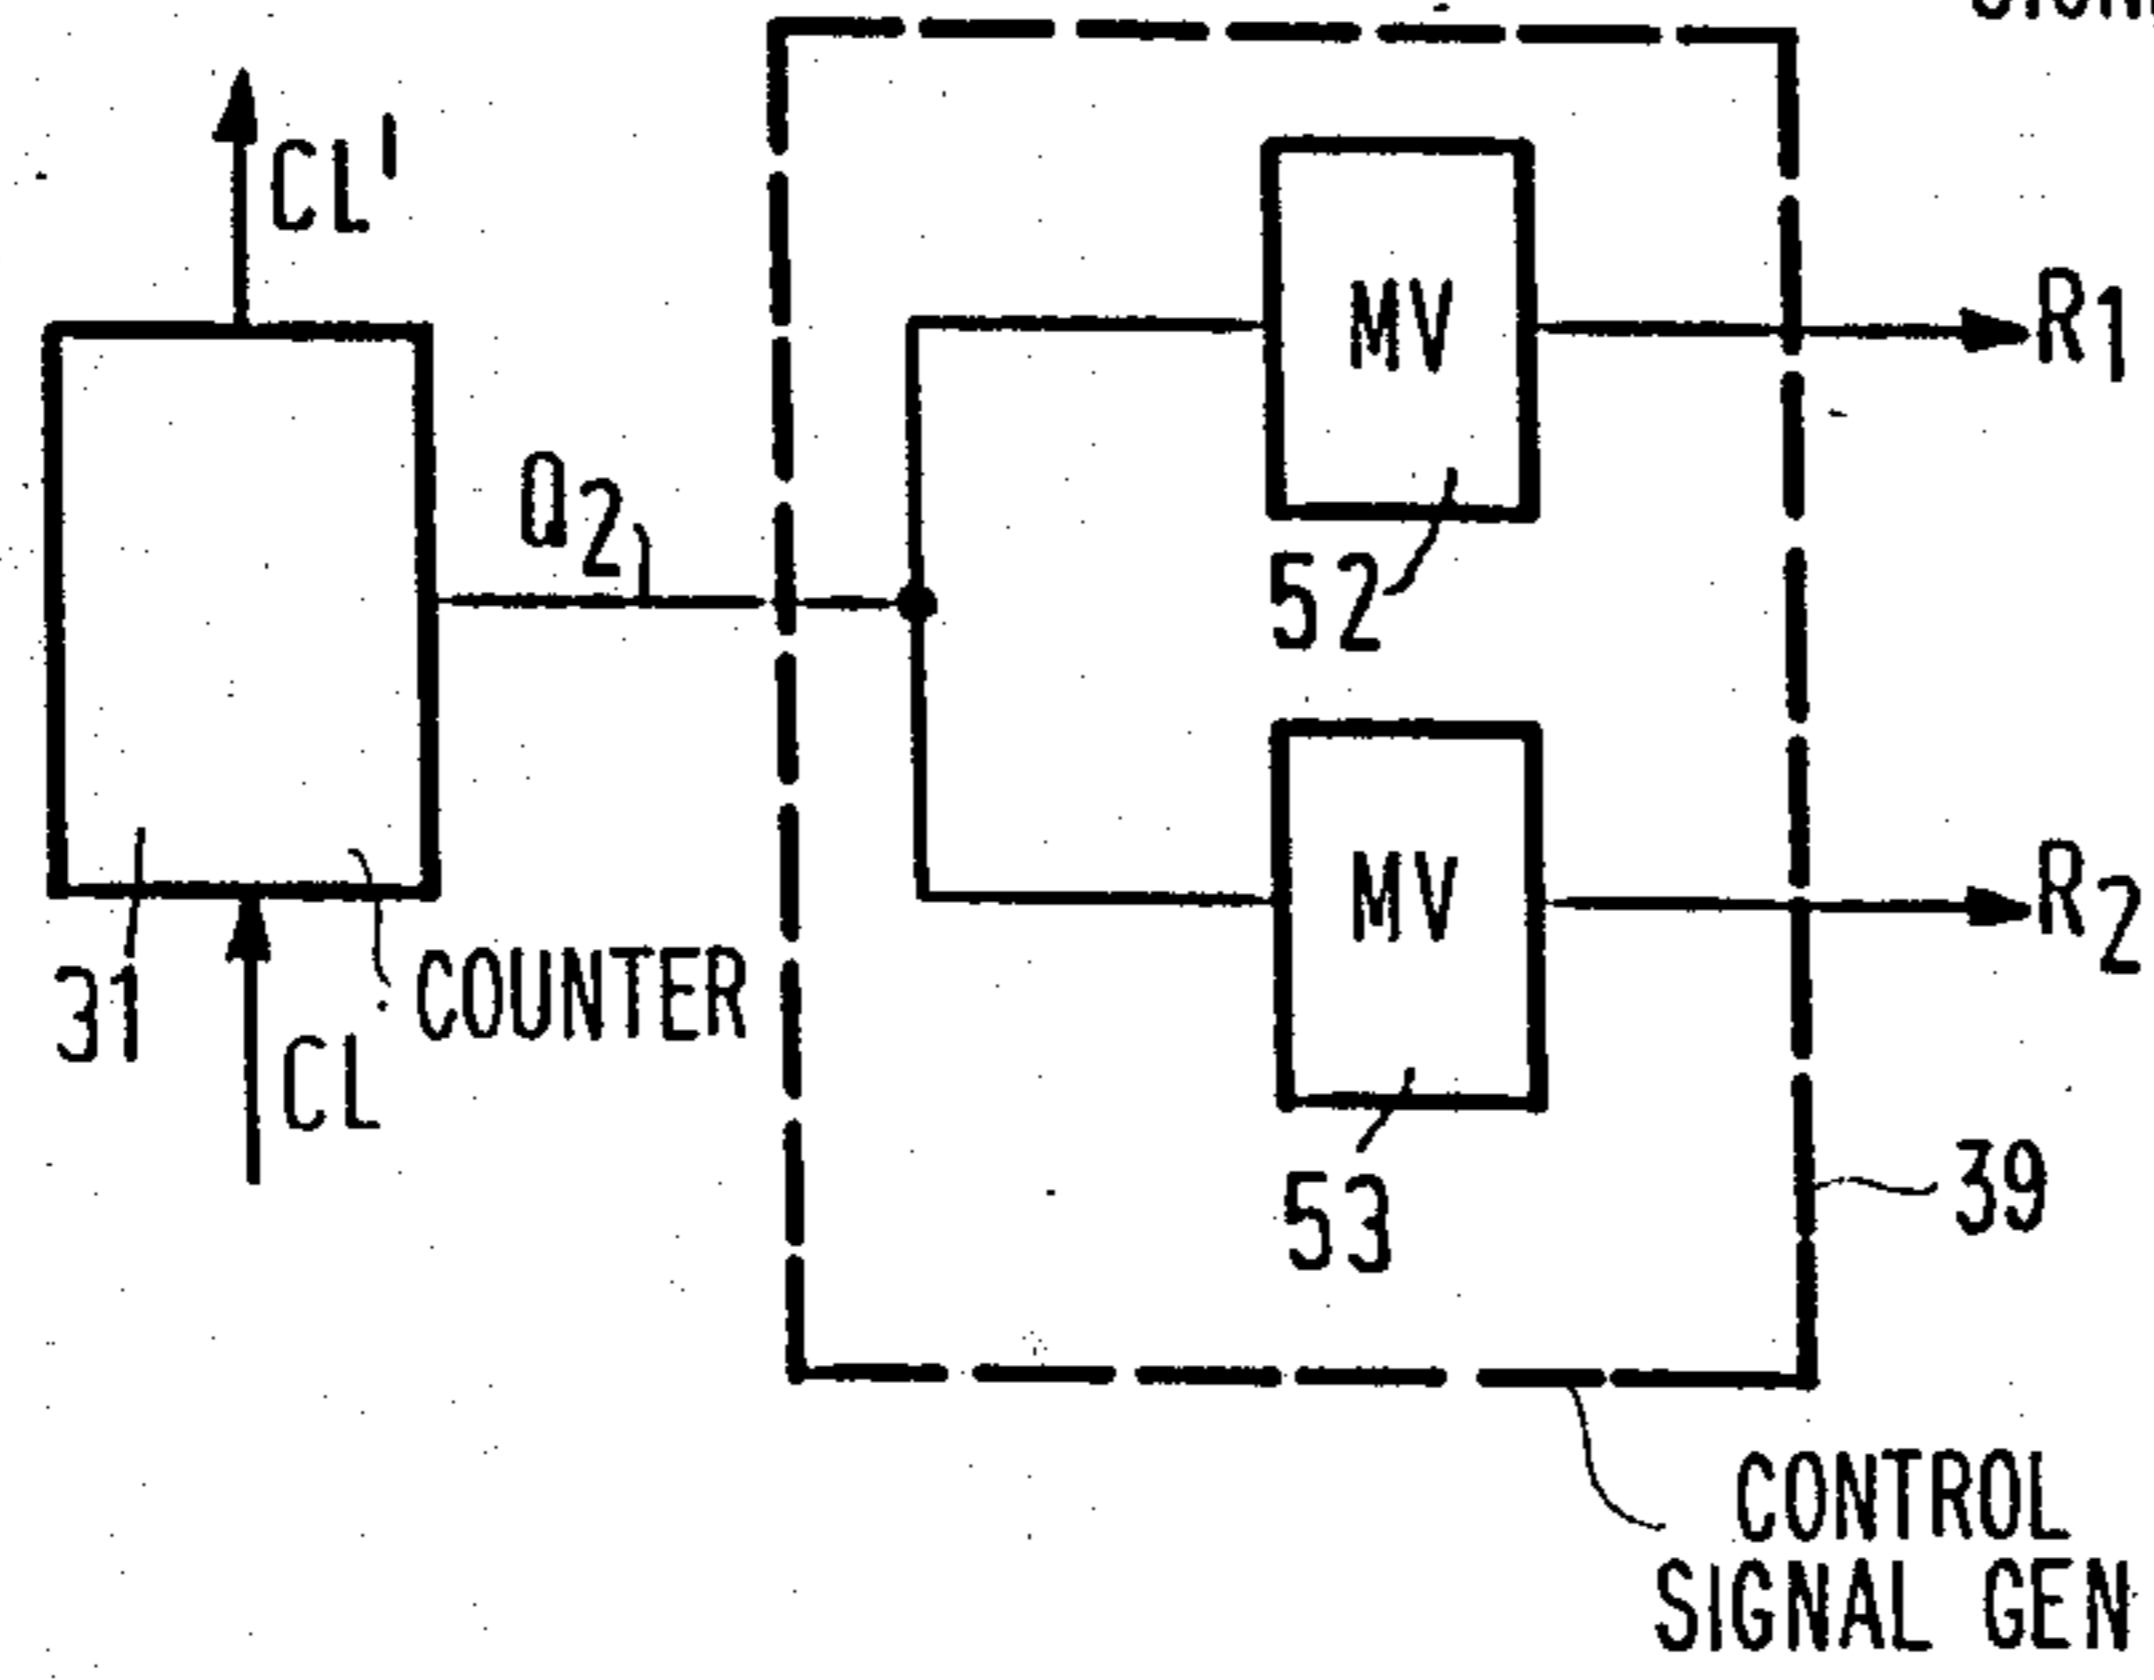 CL'
MV
R1
Q2
52
MV
R2
31
COUNTER
CL
53
39
CONTROL
SIGNAL GEN